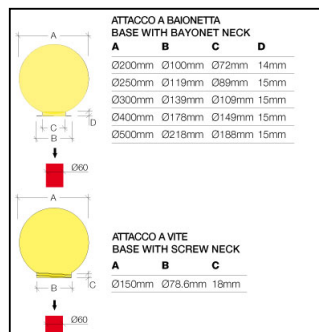 ATTACCO A BAIONETTA
BASE WITH BAYONET NECK
A B C D
Ø200mm Ø100mm Ø72mm 14mm
Ø250mm Ø119mm Ø89mm 15mm
Ø300mm Ø139mm Ø109mm 15mm
Ø400mm Ø178mm Ø149mm 15mm
Ø500mm Ø218mm Ø188mm 15mm
A
D
C
B
Ø60
ATTACCO A VITE
BASE WITH SCREW NECK
A B C
Ø150mm Ø78.6mm 18mm
A
B
C
Ø60